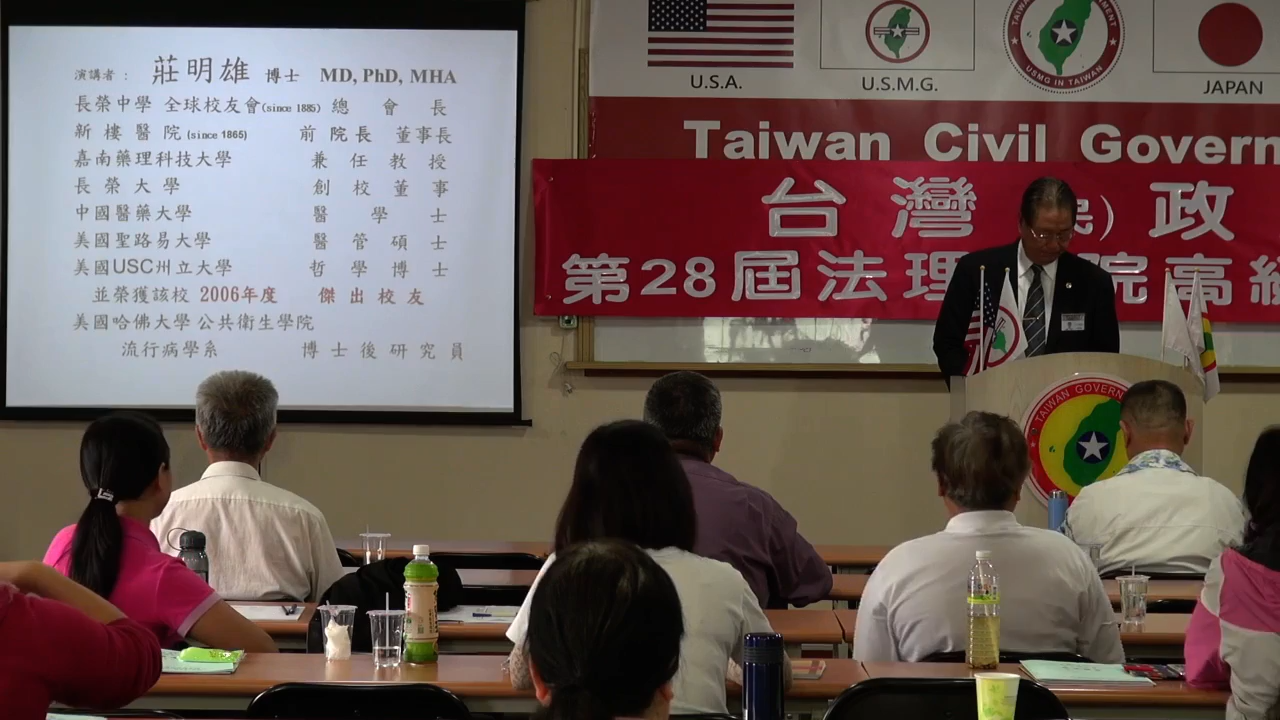 演講者： 莊明雄 博士 MD, PhD, MHA
長榮中學 全球校友會(since 1885) 總 會 長
新 樓 醫 院 (since 1865) 前 院 長 董事長
嘉南藥理科技大學 兼 任 教 授
長 榮 大 學 創 校 董 事
中國醫藥大學 醫 學 士
美國聖路易大學 醫 管 碩 士
美國USC州立大學 哲 學 博 士
並榮獲該校 2006年度 傑 出 校 友
美國哈佛大學 公共衛生學院
流行病學系 博 士 後 研 究 員
U.S.A.
U.S.M.G.
USMG IN TAIWAN
JAPAN
Taiwan Civil Govern
台灣 民）政
第28屆法理 院高級
TAIWAN GOVERNMENT